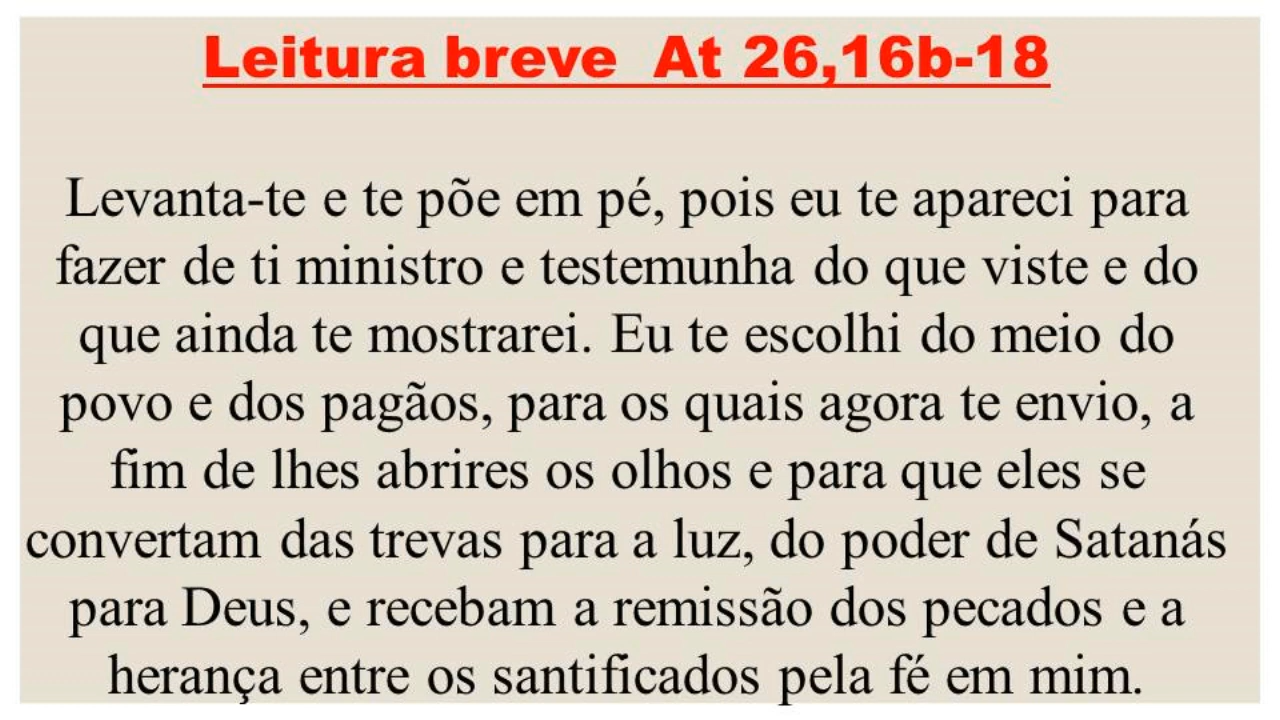 Leitura breve  At 26,16b-18
Levanta-te e te põe em pé, pois eu te apareci para
fazer de ti ministro e testemunha do que viste e do
que ainda te mostrarei. Eu te escolhi do meio do
povo e dos pagãos, para os quais agora te envio, a
fim de lhes abrires os olhos e para que eles se
convertam das trevas para a luz, do poder de Satanás
para Deus, e recebam a remissão dos pecados e a
herança entre os santificados pela fé em mim.